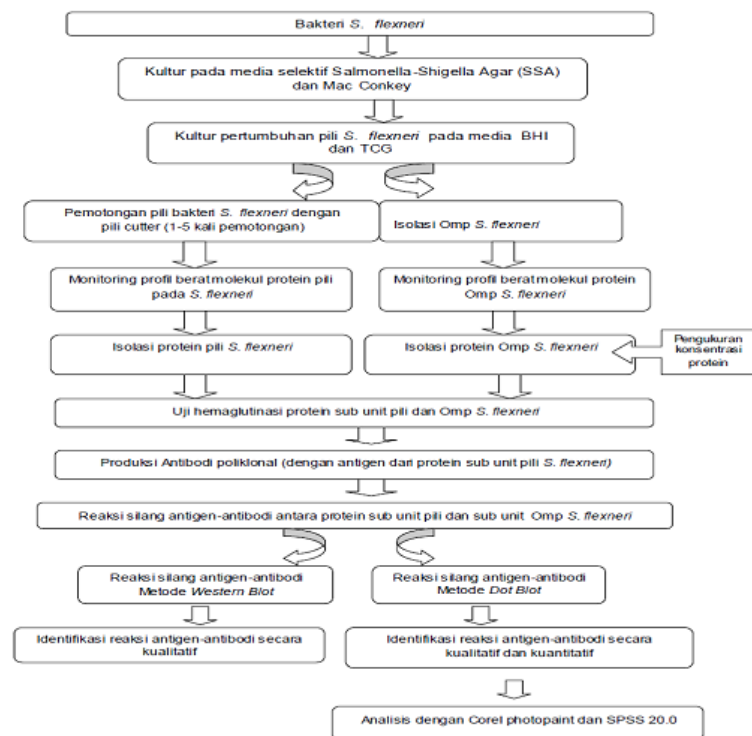 Bakteri S. flexneri
Kultur pada media selektif Salmonella-Shigella Agar (SSA)
dan Mac Conkey
Kultur pertumbuhan pili S. flexneri pada media BHI
dan TCG
Pemotongan pili bakteri S. flexneri dengan
pili cutter (1-5 kali pemotongan)
Isolasi Omp S. flexneri
Monitoring profil berat molekul protein pili
pada S. flexneri
Monitoring profil berat molekul protein
Omp S. flexneri
Isolasi protein pili S. flexneri
Isolasi protein Omp S. flexneri
Pengukuran
konsentrasi
protein
Uji hemaglutinasi protein sub unit pili dan Omp S. flexneri
Produksi Antibodi poliklonal (dengan antigen dari protein sub unit pili S. flexneri)
Reaksi silang antigen-antibodi antara protein sub unit pili dan sub unit Omp S. flexneri
Reaksi silang antigen-antibodi
Metode Western Blot
Reaksi silang antigen-antibodi
Metode Dot Blot
Identifikasi reaksi antigen-antibodi secara
kualitatif
Identifikasi reaksi antigen-antibodi secara
kualitatif dan kuantitatif
Analisis dengan Corel photopaint dan SPSS 20.0